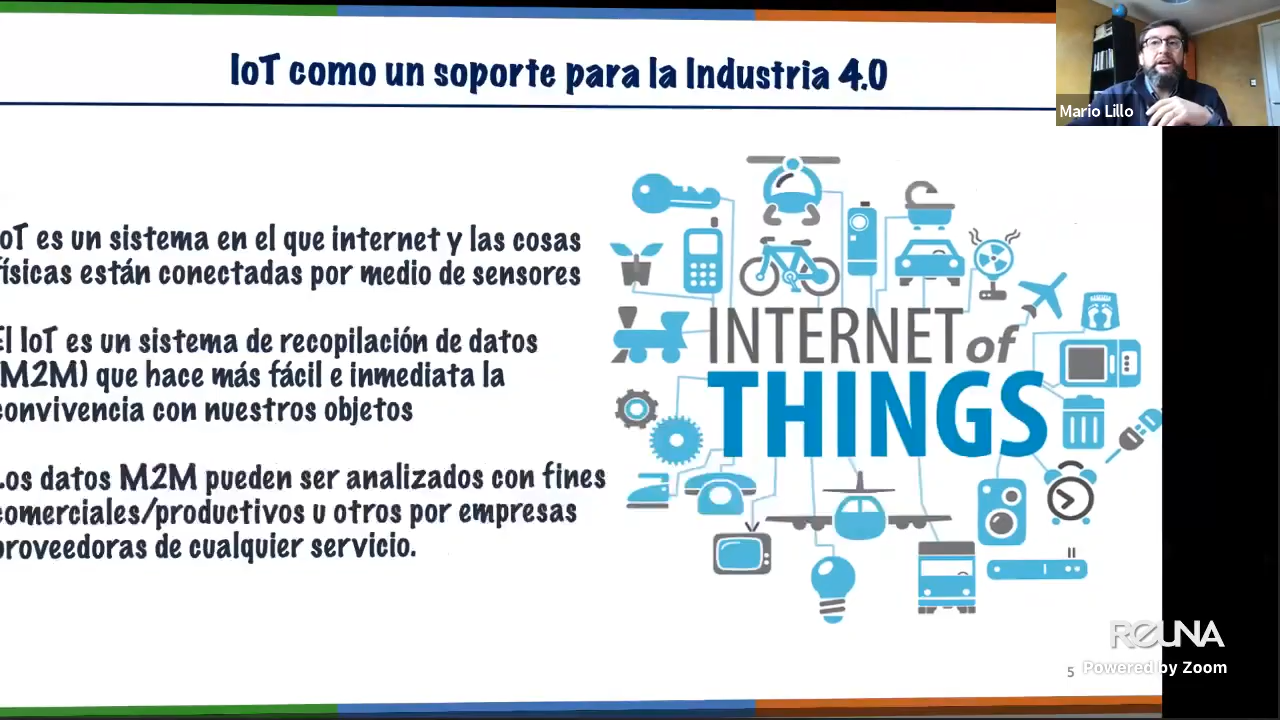 IoT como un soporte para la Industria 4.0
Mario Lillo
oT es un sistema en el que internet y las cosas
físicas están conectadas por medio de sensores
El IoT es un sistema de recopilación de datos
(M2M) que hace más fácil e inmediata la
convivencia con nuestros objetos
Los datos M2M pueden ser analizados con fines
comerciales/productivos u otros por empresas
proveedoras de cualquier servicio.
INTERNET of
THINGS
REUNA
5
Powered by Zoom